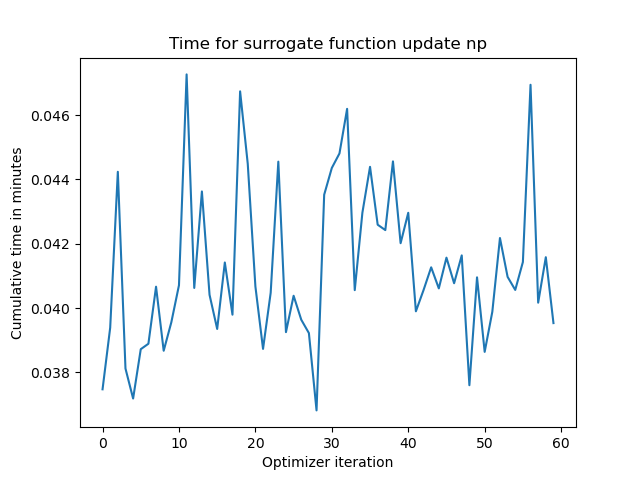 Time for surrogate function update np
Cumulative time in minutes
0.046
0.044
0.042
0.040
0.038
0 10 20 30 40 50 60
Optimizer iteration